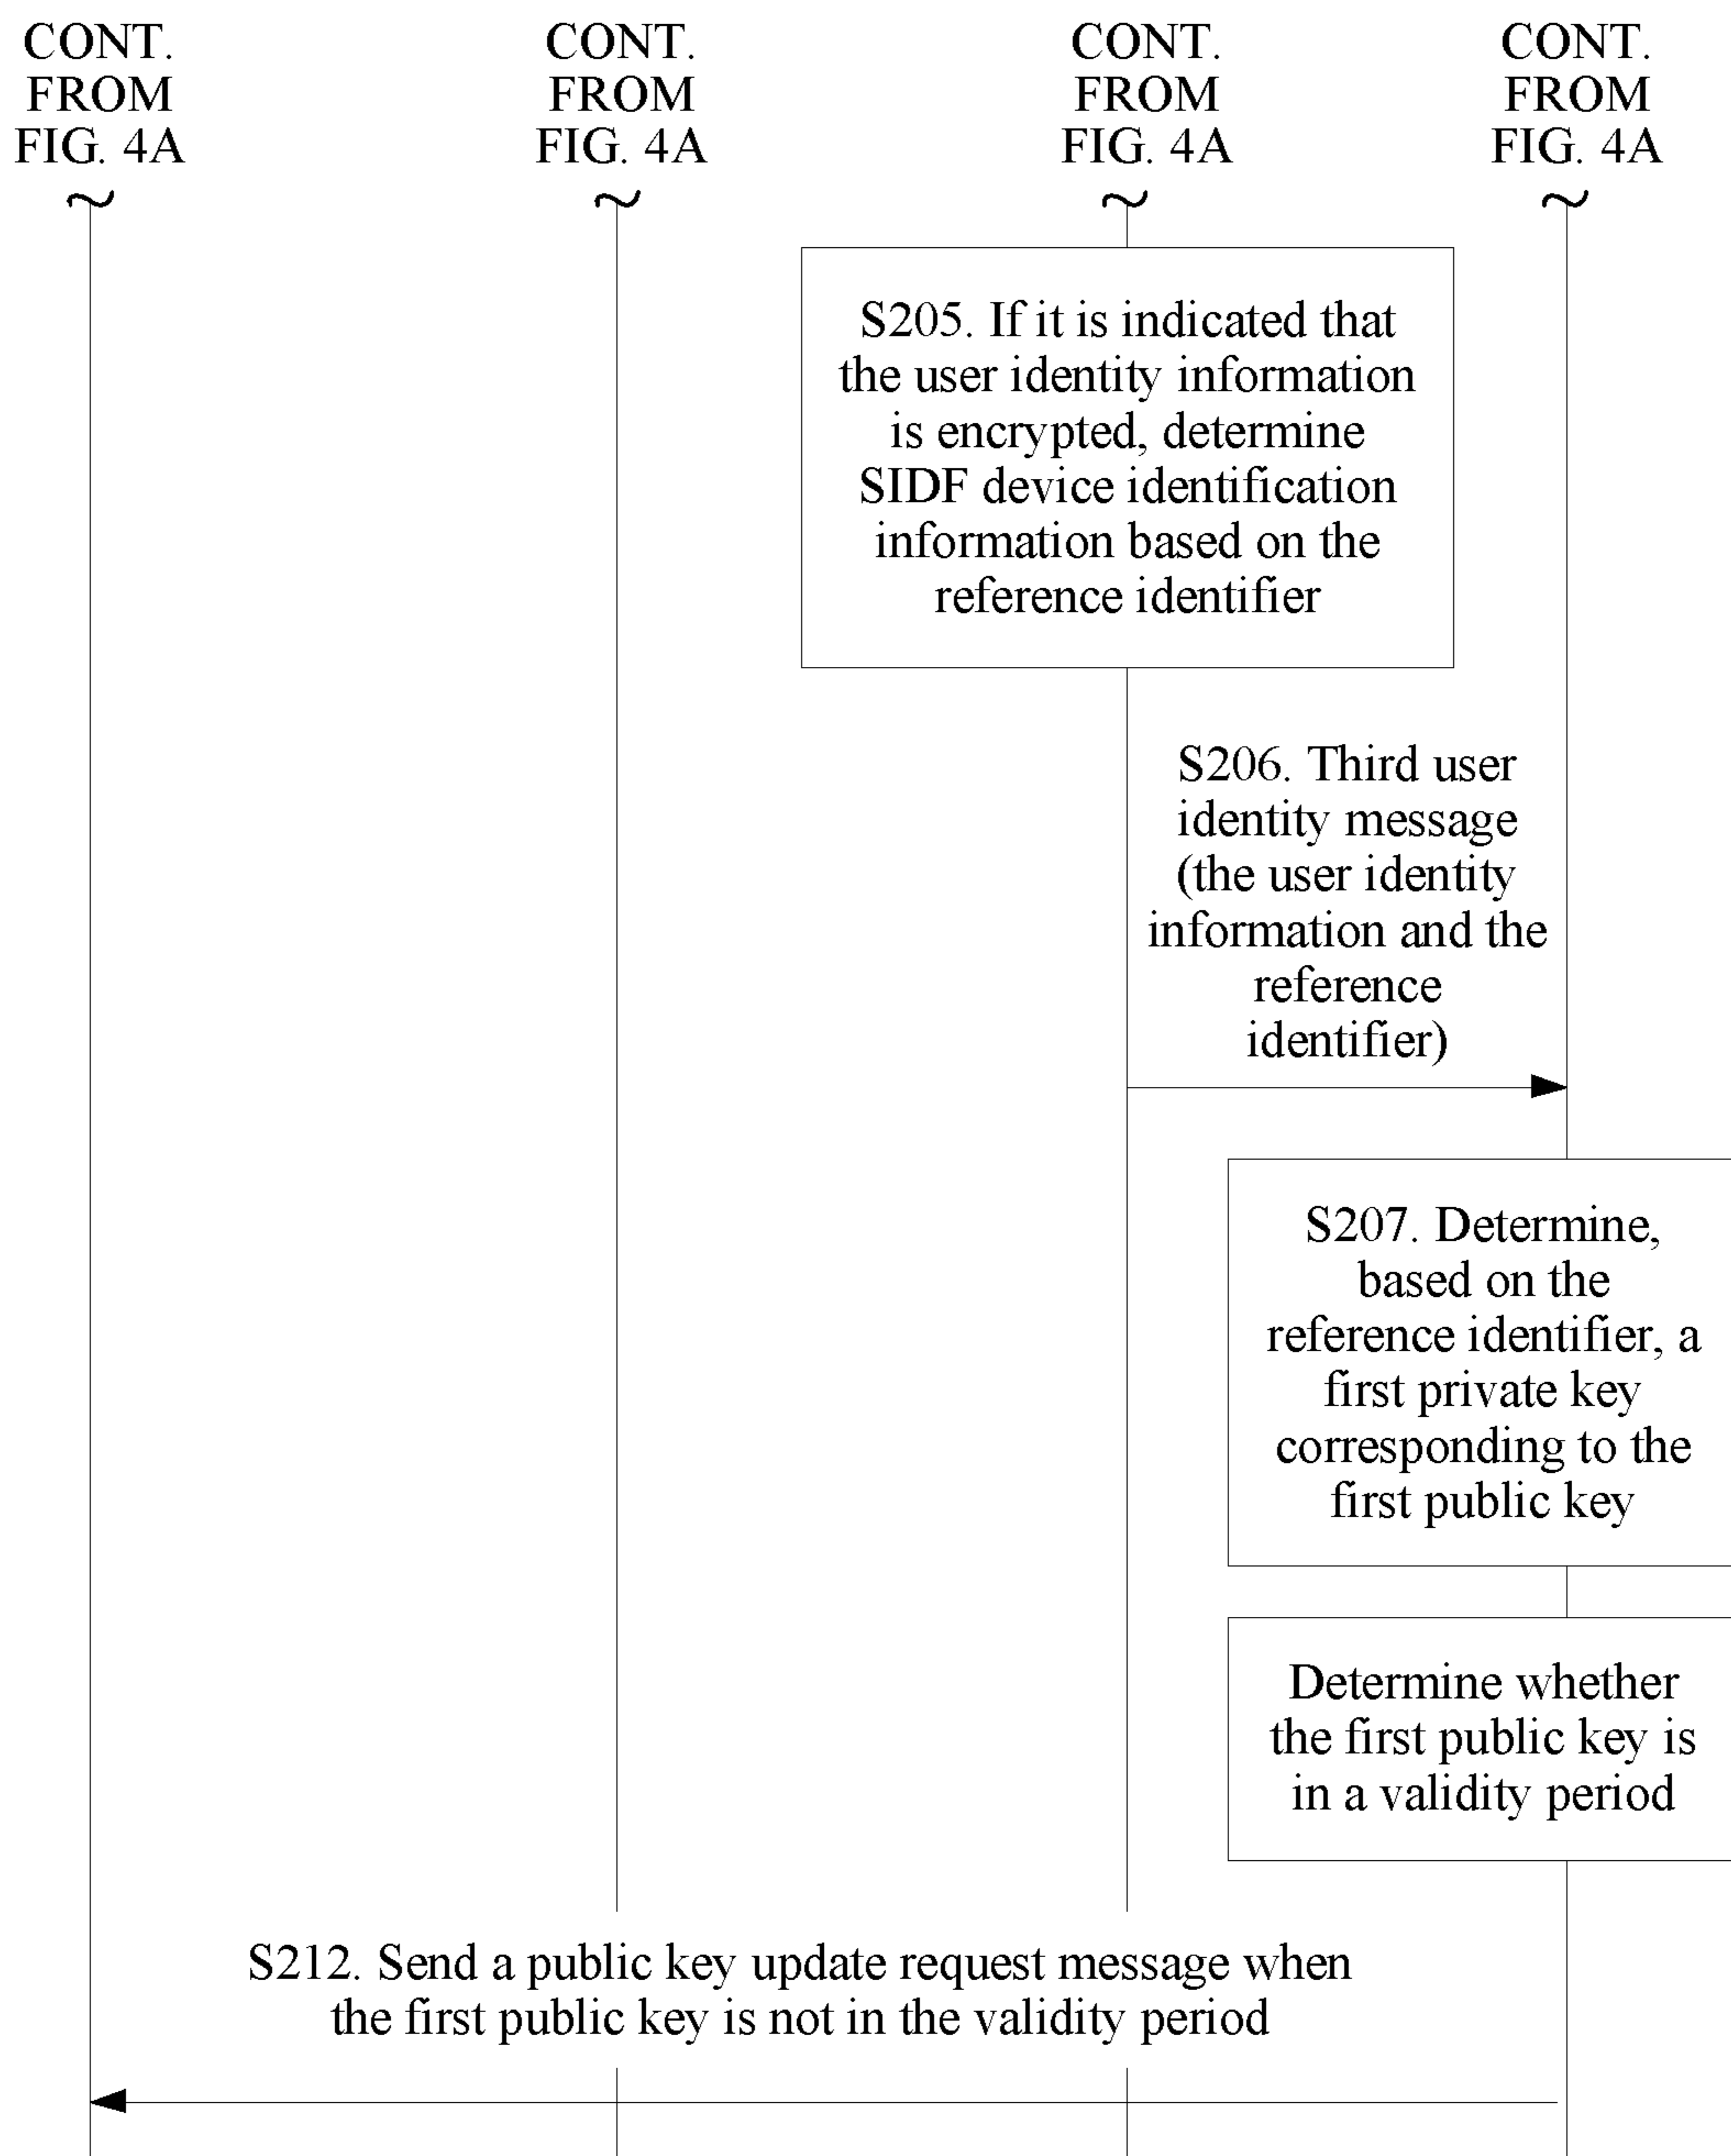 CONT.
FROM
FIG. 4A
CONT.
FROM
FIG. 4A
CONT.
FROM
FIG. 4A
CONT.
FROM
FIG. 4A
S205. If it is indicated that
the user identity information
is encrypted, determine
SIDF device identification
information based on the
reference identifier
S206. Third user
identity message
(the user identity
information and the
reference
identifier)
S207. Determine,
based on the
reference identifier, a
first private key
corresponding to the
first public key
Determine whether
the first public key is
in a validity period
S212. Send a public key update request message when
the first public key is not in the validity period